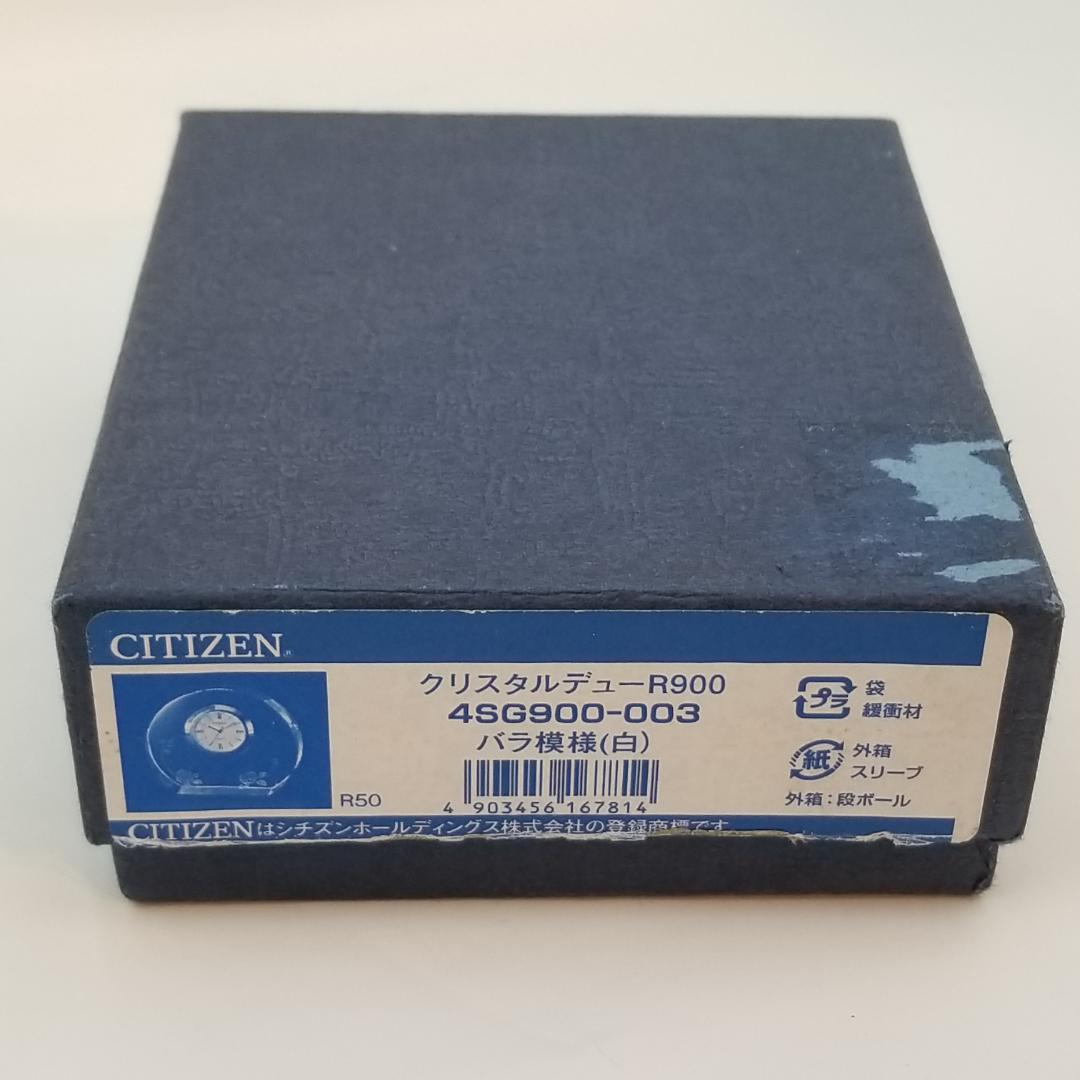 CITIZEN
クリスタルデューR900
4SG900-003
バラ模様(白)
R50
4 903456 167814
プラ
袋
緩衝材
紙
外箱
スリーブ
外箱:段ボール
CITIZENはシチズンホールディングス株式会社の登録商標です